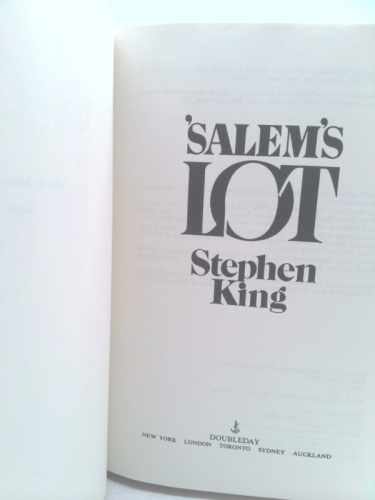 'SALEM'S
LOT
Stephen
King
DOUBLEDAY
NEW YORK LONDON TORONTO SYDNEY AUCKLAND